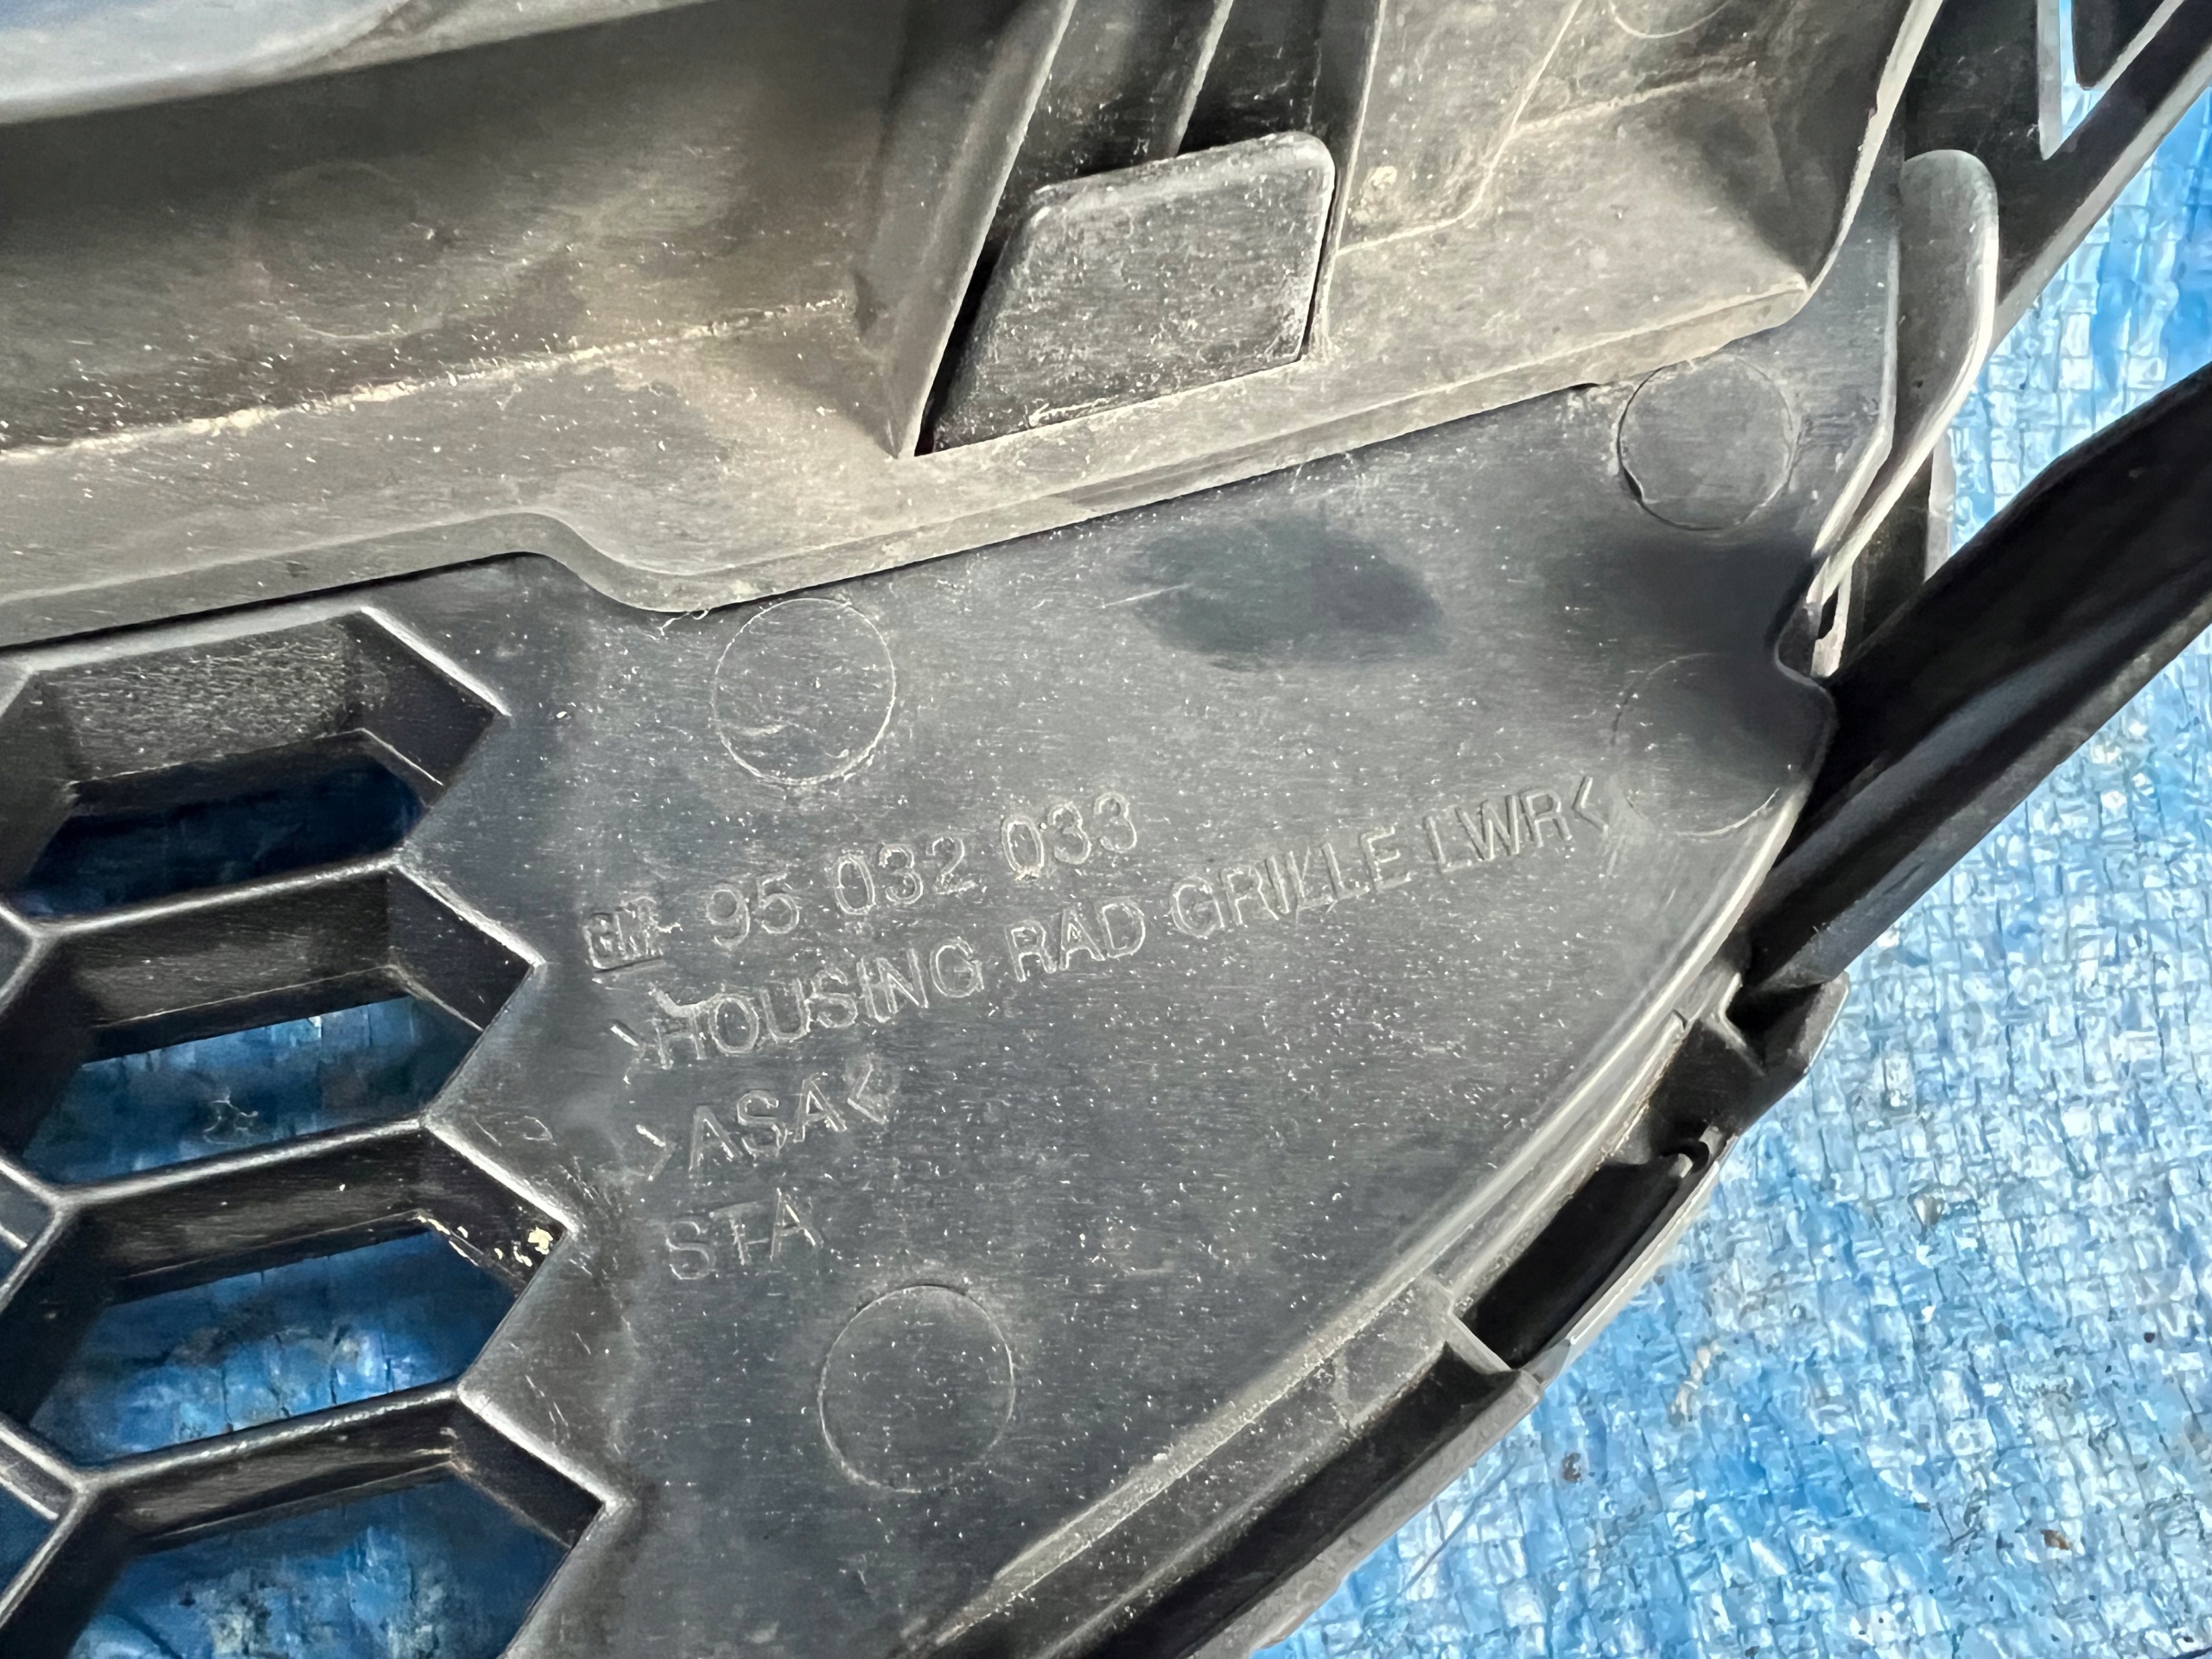 GM 95 032 033
>HOUSING RAD GRILLE LWR<
>ASA<
STA